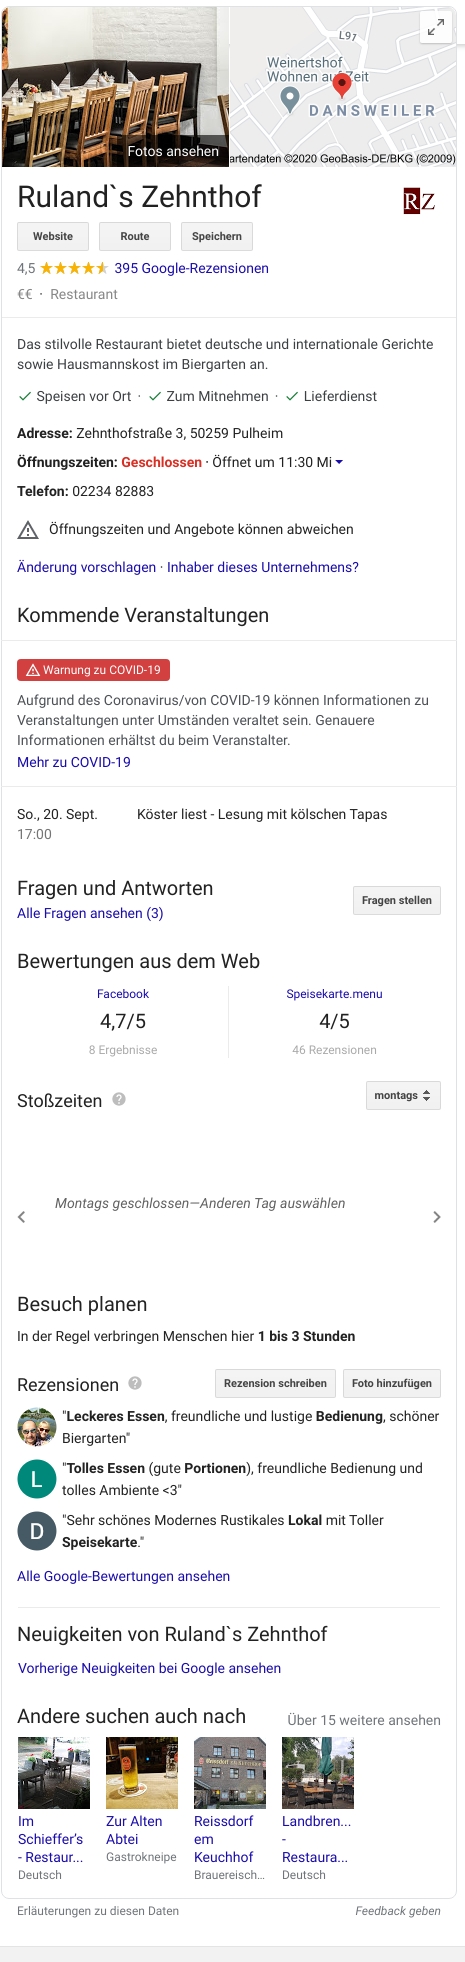 L97
Weinertshof
Wohnen auf Zeit
DANSWEILER
Fotos ansehen
artendaten ©2020 GeoBasis-DE/BKG (©2009)
Ruland`s Zehnthof
RZ
Website Route Speichern
4,5 395 Google-Rezensionen
€€ · Restaurant
Das stilvolle Restaurant bietet deutsche und internationale Gerichte
sowie Hausmannskost im Biergarten an.
Speisen vor Ort · Zum Mitnehmen · Lieferdienst
Adresse: Zehnthofstraße 3, 50259 Pulheim
Öffnungszeiten: Geschlossen · Öffnet um 11:30 Mi
Telefon: 02234 82883
Öffnungszeiten und Angebote können abweichen
Änderung vorschlagen · Inhaber dieses Unternehmens?
Kommende Veranstaltungen
Warnung zu COVID-19
Aufgrund des Coronavirus/von COVID-19 können Informationen zu
Veranstaltungen unter Umständen veraltet sein. Genauere
Informationen erhältst du beim Veranstalter.
Mehr zu COVID-19
So., 20. Sept. Köster liest - Lesung mit kölschen Tapas
17:00
Fragen und Antworten
Alle Fragen ansehen (3)
Fragen stellen
Bewertungen aus dem Web
Facebook Speisekarte.menu
4,7/5 4/5
8 Ergebnisse 46 Rezensionen
Stoßzeiten ? montags
Montags geschlossen—Anderen Tag auswählen
Besuch planen
In der Regel verbringen Menschen hier 1 bis 3 Stunden
Rezensionen ? Rezension schreiben Foto hinzufügen
"Leckeres Essen, freundliche und lustige Bedienung, schöner
Biergarten"
L "Tolles Essen (gute Portionen), freundliche Bedienung und
tolles Ambiente <3"
D "Sehr schönes Modernes Rustikales Lokal mit Toller
Speisekarte."
Alle Google-Bewertungen ansehen
Neuigkeiten von Ruland`s Zehnthof
Vorherige Neuigkeiten bei Google ansehen
Andere suchen auch nach Über 15 weitere ansehen
Im Zur Alten Reissdorf Landbren...
Schieffer's Abtei em -
- Restaur... Gastrokneipe Keuchhof Restaura...
Deutsch Brauereisch... Deutsch
Erläuterungen zu diesen Daten Feedback geben